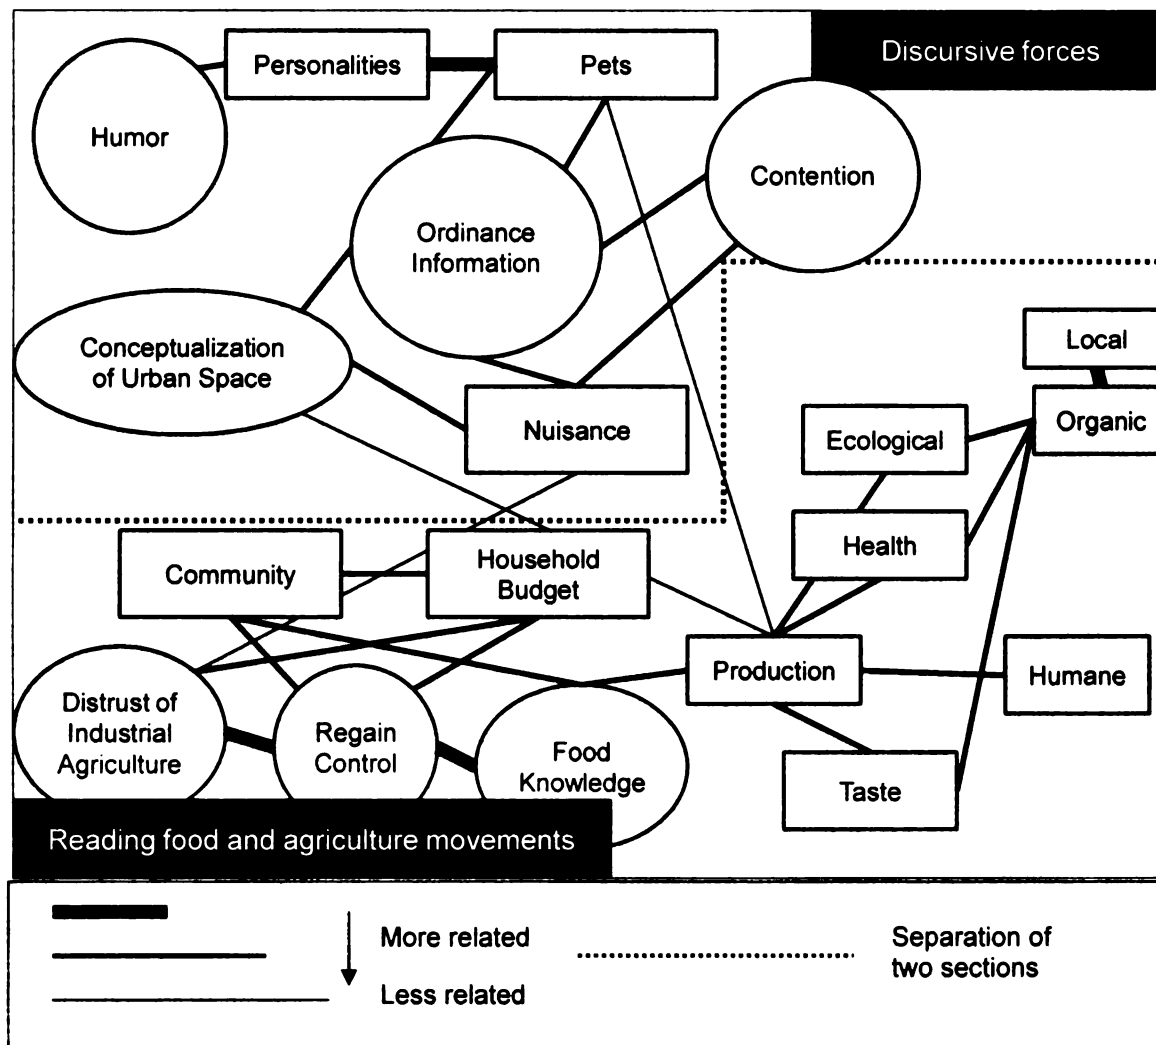 Discursive forces
Personalities
Pets
Humor
Contention
Ordinance
Information
Conceptualization
of Urban Space
Nuisance
Local
Organic
Ecological
Health
Community
Household
Budget
Production
Humane
Distrust of
Industrial
Agriculture
Regain
Control
Food
Knowledge
Taste
Reading food and agriculture movements
More related
Less related
Separation of
two sections